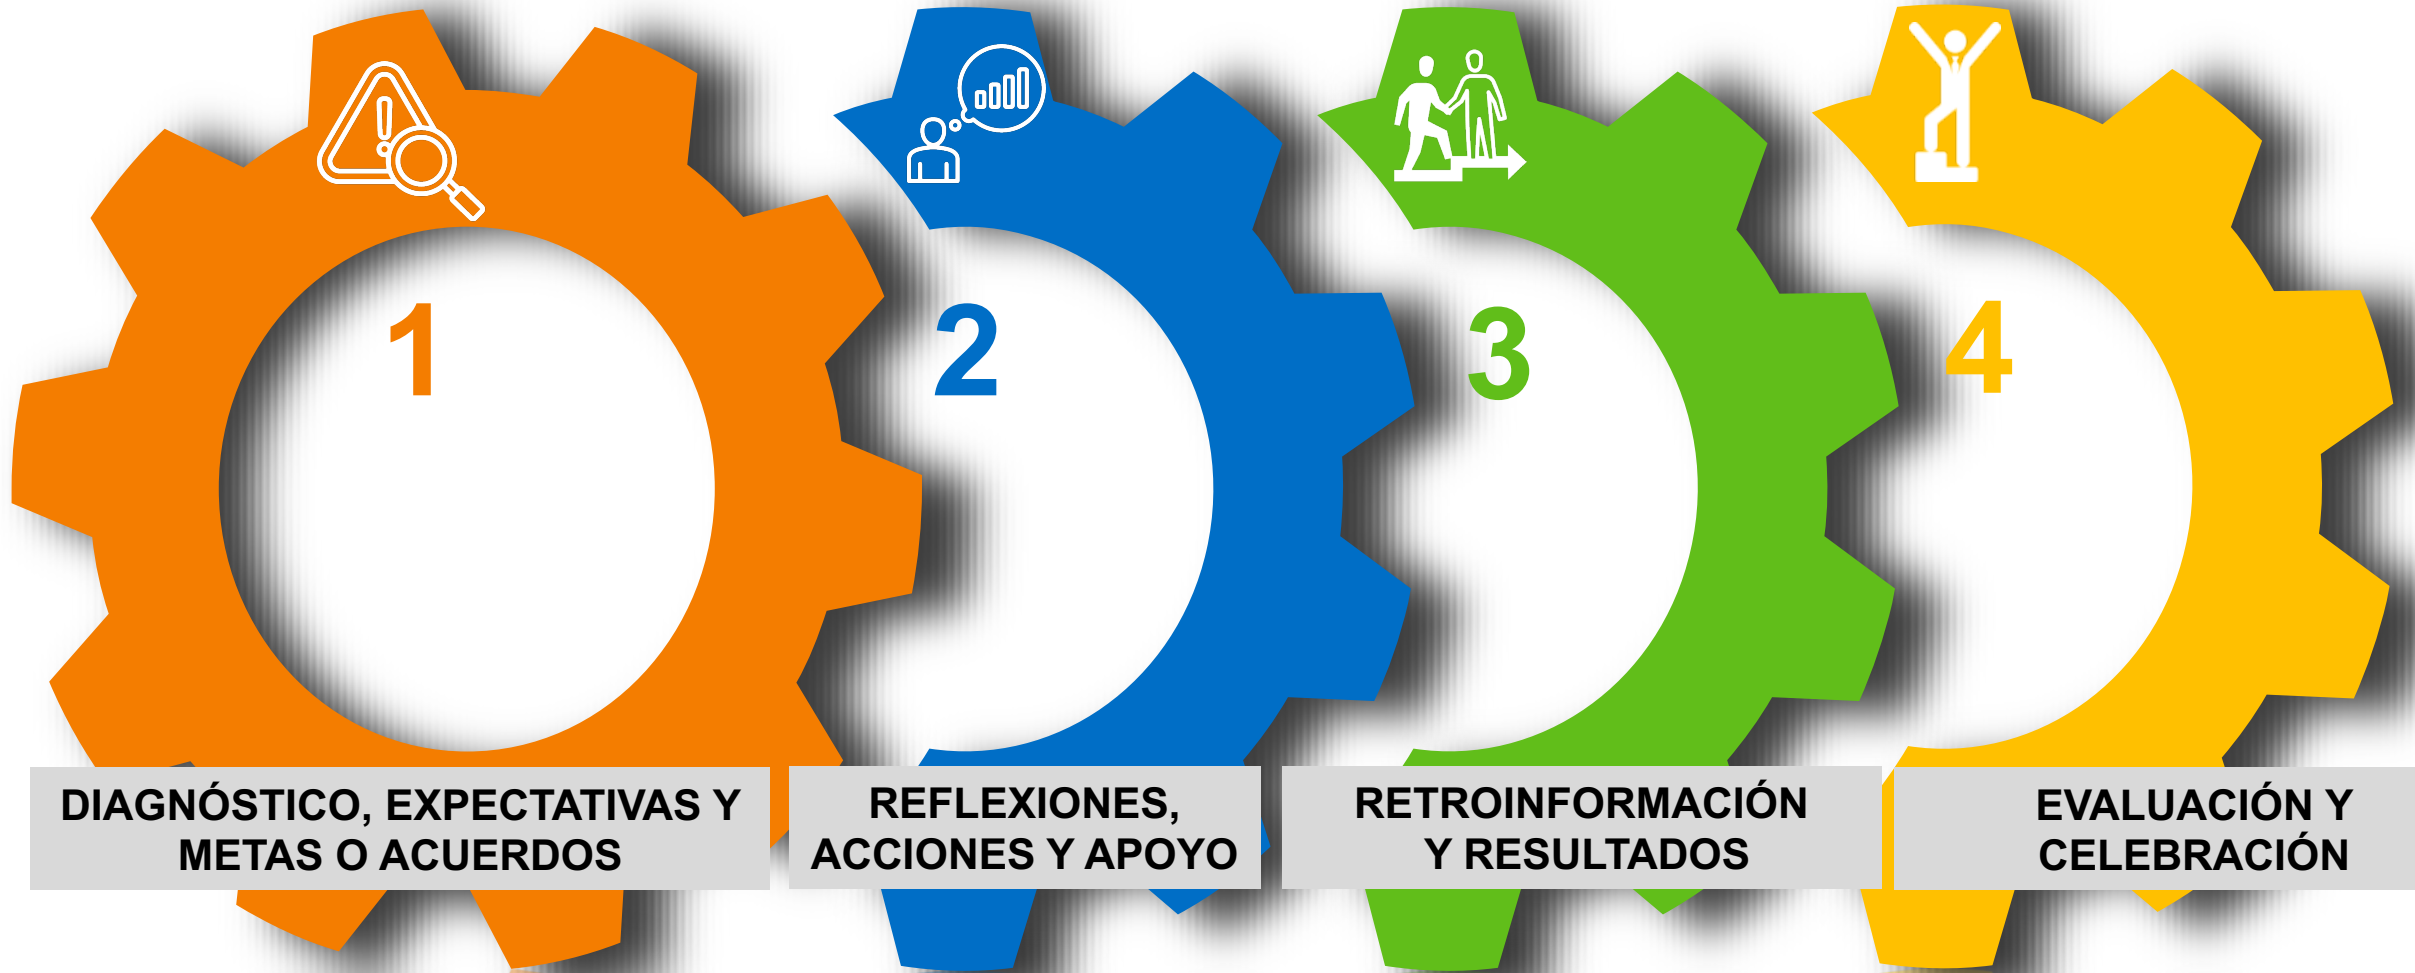 1
2
3
4
DIAGNÓSTICO, EXPECTATIVAS Y
METAS O ACUERDOS
REFLEXIONES,
ACCIONES Y APOYO
RETROINFORMACIÓN
Y RESULTADOS
EVALUACIÓN Y
CELEBRACIÓN